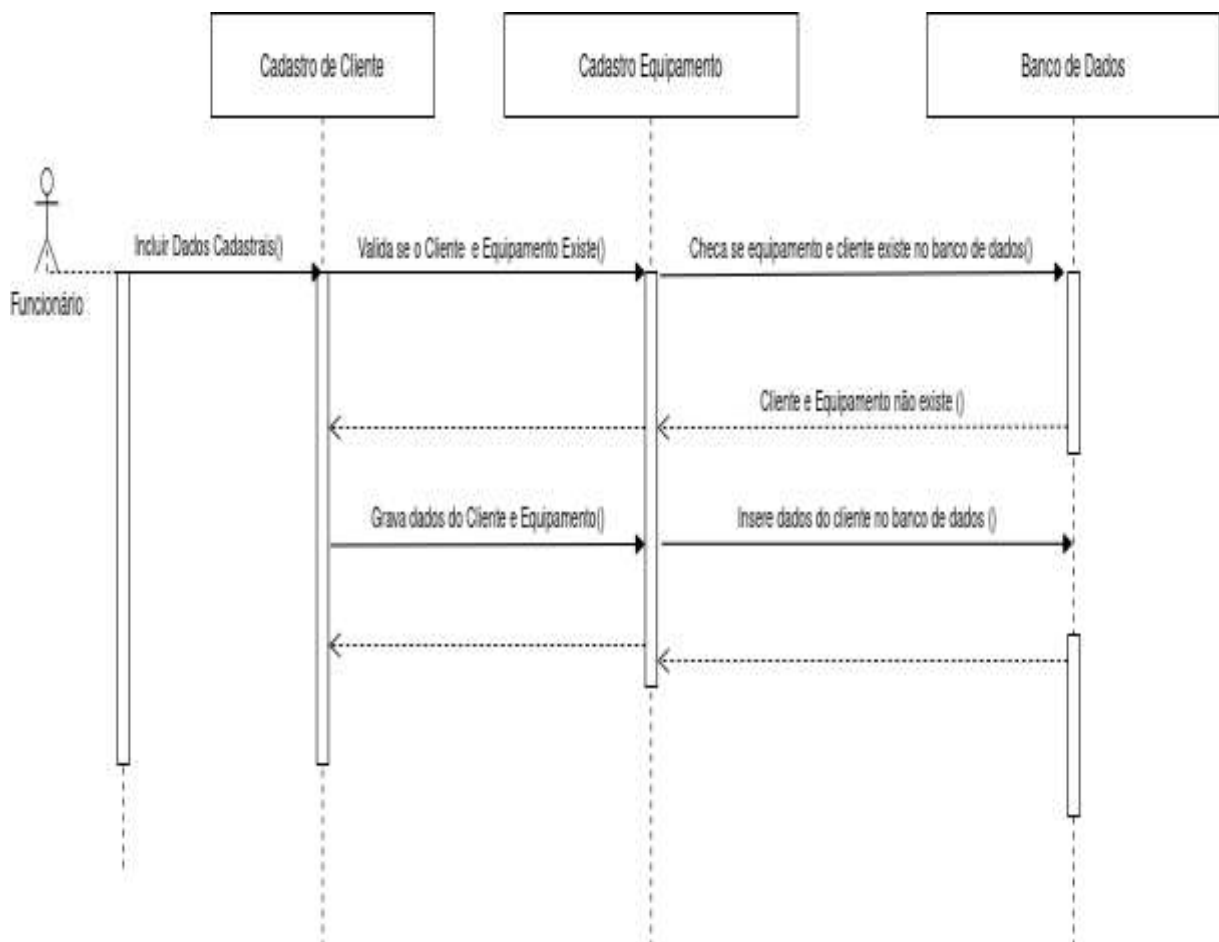 Cadastro de Cliente
Cadastro Equipamento
Banco de Dados
Funcionário
Incluir Dados Cadastrais()
Valida se o Cliente e Equipamento Existe()
Checa se equipamento e cliente existe no banco de dados()
Cliente e Equipamento não existe ()
Grava dados do Cliente e Equipamento()
Insere dados do cliente no banco de dados ()